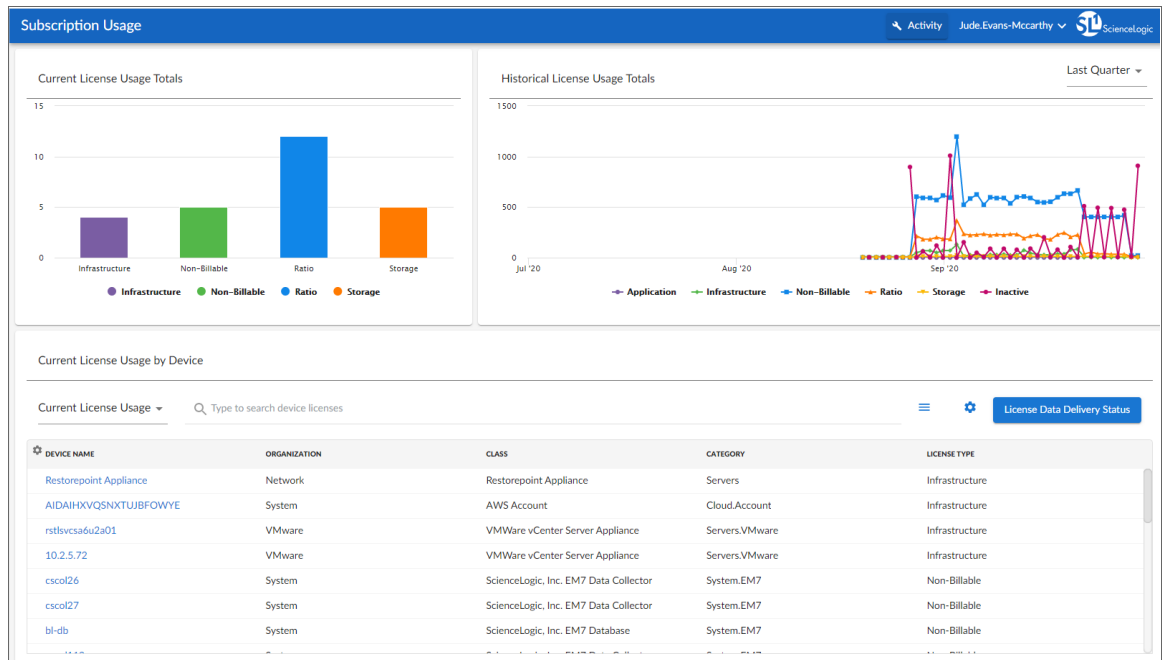 Subscription Usage
Activity
Jude.Evans-Mccarthy
SL1
ScienceLogic
Current License Usage Totals
15
10
5
0
Infrastructure Non-Billable Ratio Storage
Infrastructure Non-Billable Ratio Storage
Historical License Usage Totals
Last Quarter
1500
1000
500
0
Jul '20 Aug '20 Sep '20
Application Infrastructure Non-Billable Ratio Storage Inactive
Current License Usage by Device
Current License Usage
Type to search device licenses
License Data Delivery Status
DEVICE NAME ORGANIZATION CLASS CATEGORY LICENSE TYPE
Restorepoint Appliance Network Restorepoint Appliance Servers Infrastructure
AIDAIHXVQSNXTUJBFOWYE System AWS Account Cloud.Account Infrastructure
rstlsvcsa6u2a01 VMware VMWare vCenter Server Appliance Servers.VMware Infrastructure
10.2.5.72 VMware VMWare vCenter Server Appliance Servers.VMware Infrastructure
cscol26 System ScienceLogic, Inc. EM7 Data Collector System.EM7 Non-Billable
cscol27 System ScienceLogic, Inc. EM7 Data Collector System.EM7 Non-Billable
bl-db System ScienceLogic, Inc. EM7 Database System.EM7 Non-Billable